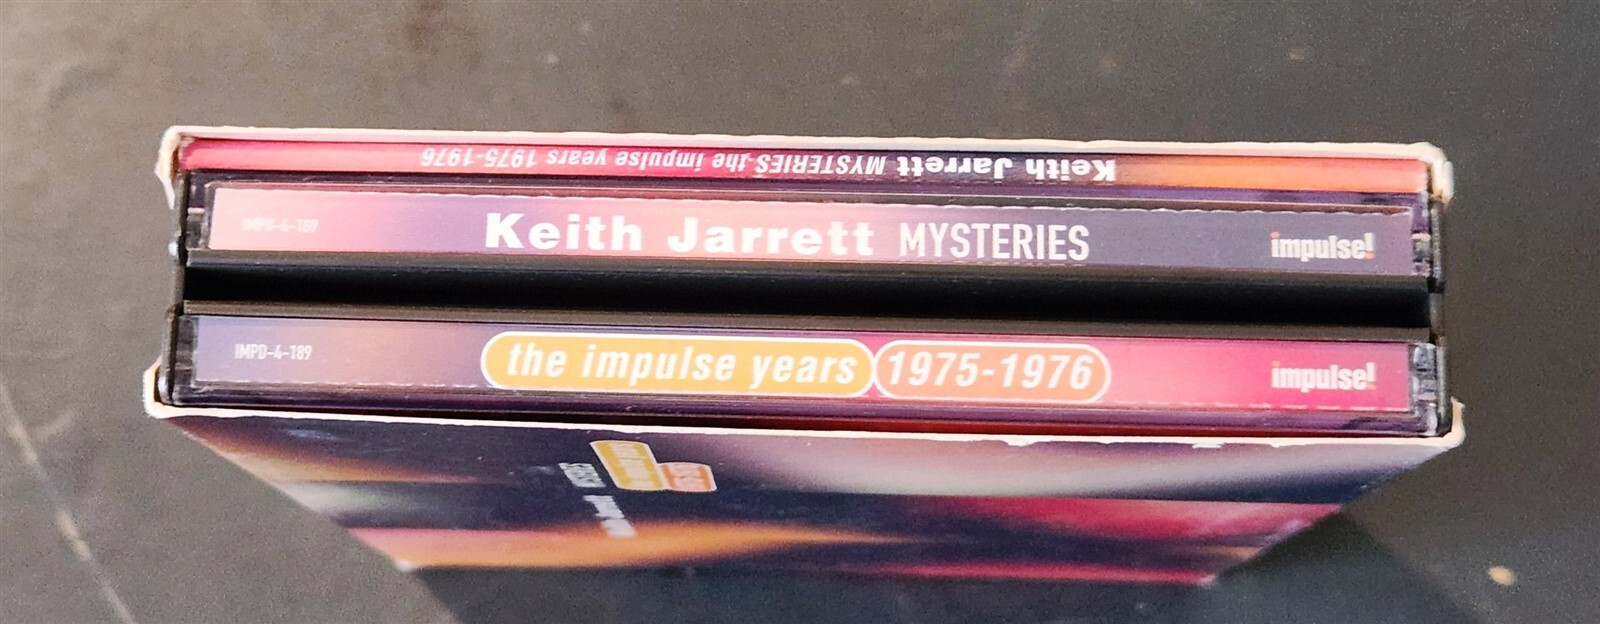 Keith Jarrett MYSTERIES the impulse years 1975-1976
IMPD-4-189 Keith Jarrett MYSTERIES impulse!
IMPD-4-189 the impulse years 1975-1976 impulse!